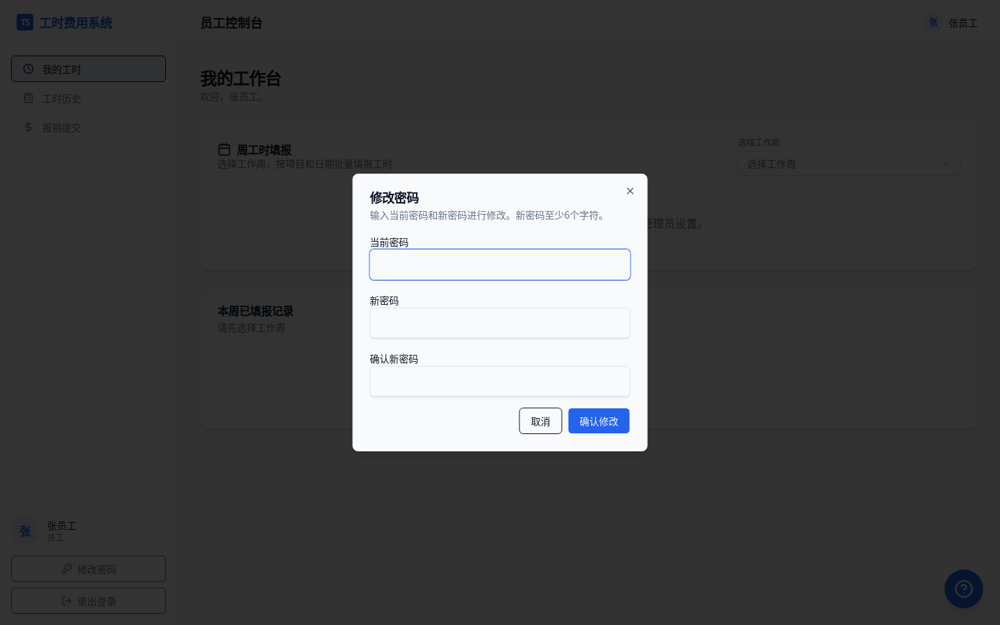 TS 工时费用系统
员工控制台
张 张员工
我的工时
工时历史
报销提交
我的工作台
欢迎，张员工。
周工时填报
选择工作周，按项目和日期批量填报工时
选择工作周
选择工作周
管理员设置。
修改密码
输入当前密码和新密码进行修改。新密码至少6个字符。
当前密码
新密码
确认新密码
取消
确认修改
本周已填报记录
请先选择工作周
张 张员工
员工
修改密码
退出登录